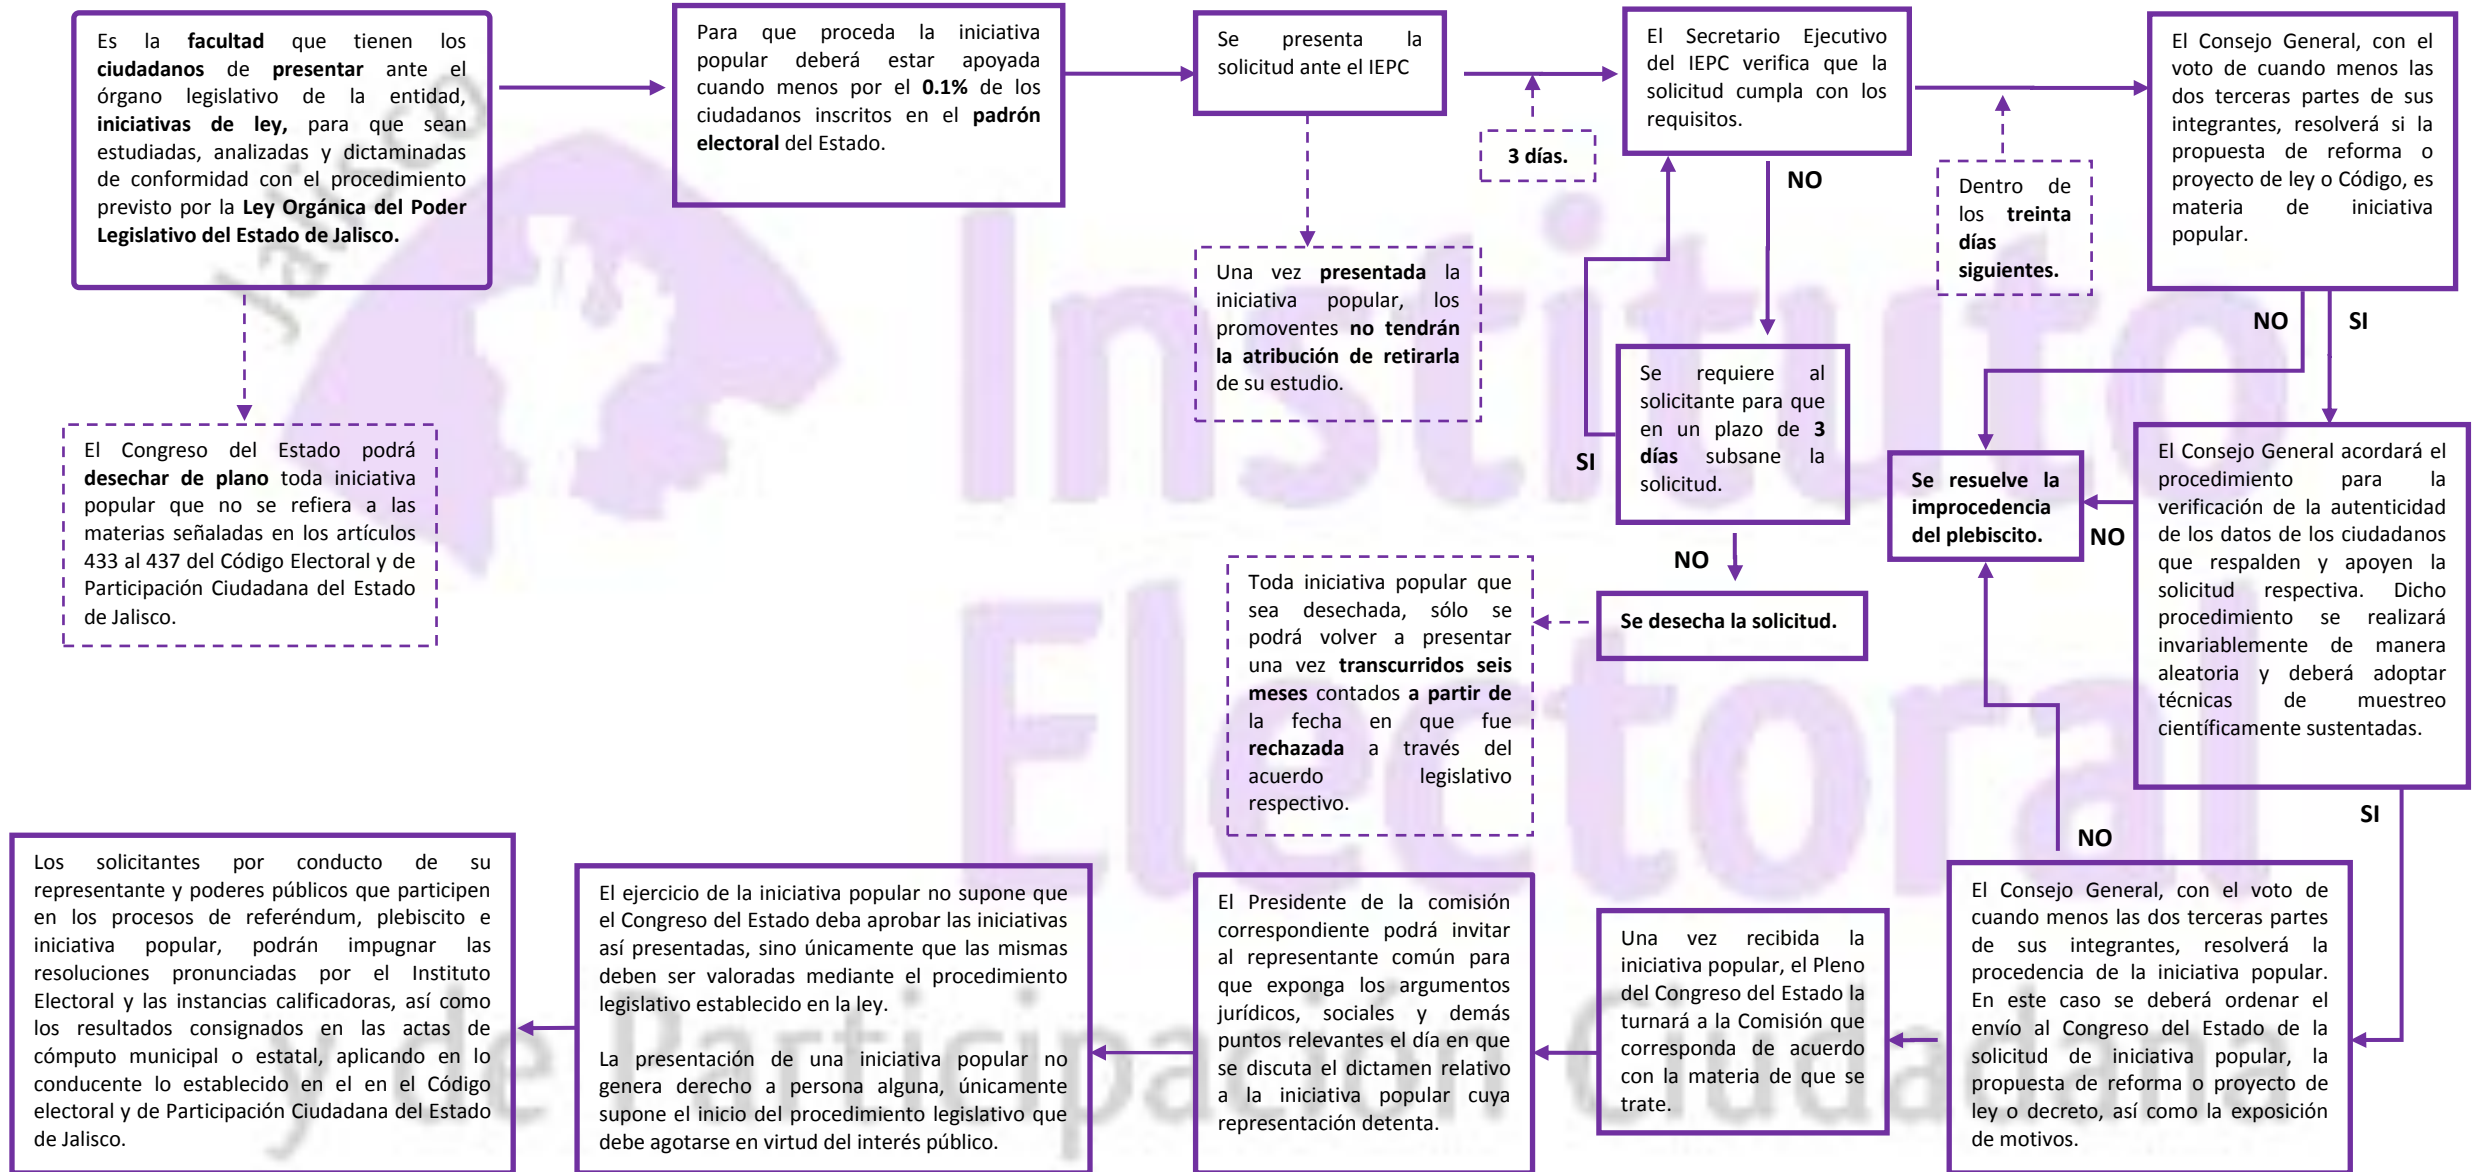 Es la facultad que tienen los
ciudadanos de presentar ante el
órgano legislativo de la entidad,
iniciativas de ley, para que sean
estudiadas, analizadas y dictaminadas
de conformidad con el procedimiento
previsto por la Ley Orgánica del Poder
Legislativo del Estado de Jalisco.
Para que proceda la iniciativa
popular deberá estar apoyada
cuando menos por el 0.1% de los
ciudadanos inscritos en el padrón
electoral del Estado.
Se presenta la
solicitud ante el IEPC
3 días.
El Secretario Ejecutivo
del IEPC verifica que la
solicitud cumpla con los
requisitos.
NO
Dentro de
los treinta
días
siguientes.
El Consejo General, con el
voto de cuando menos las
dos terceras partes de sus
integrantes, resolverá si la
propuesta de reforma o
proyecto de ley o Código, es
materia de iniciativa
popular.
NO
SI
El Congreso del Estado podrá
desechar de plano toda iniciativa
popular que no se refiera a las
materias señaladas en los artículos
433 al 437 del Código Electoral y de
Participación Ciudadana del Estado
de Jalisco.
Una vez presentada la
iniciativa popular, los
promoventes no tendrán
la atribución de retirarla
de su estudio.
SI
Se requiere al
solicitante para que
en un plazo de 3
días subsane la
solicitud.
NO
Se desecha la solicitud.
Toda iniciativa popular que
sea desechada, sólo se
podrá volver a presentar
una vez transcurridos seis
meses contados a partir de
la fecha en que fue
rechazada a través del
acuerdo legislativo
respectivo.
Se resuelve la
improcedencia
del plebiscito.
NO
El Consejo General acordará el
procedimiento para la
verificación de la autenticidad
de los datos de los ciudadanos
que respalden y apoyen la
solicitud respectiva. Dicho
procedimiento se realizará
invariablemente de manera
aleatoria y deberá adoptar
técnicas de muestreo
científicamente sustentadas.
NO
SI
El Consejo General, con el voto de
cuando menos las dos terceras partes
de sus integrantes, resolverá la
procedencia de la iniciativa popular.
En este caso se deberá ordenar el
envío al Congreso del Estado de la
solicitud de iniciativa popular, la
propuesta de reforma o proyecto de
ley o decreto, así como la exposición
de motivos.
Una vez recibida la
iniciativa popular, el Pleno
del Congreso del Estado la
turnará a la Comisión que
corresponda de acuerdo
con la materia de que se
trate.
El Presidente de la comisión
correspondiente podrá invitar
al representante común para
que exponga los argumentos
jurídicos, sociales y demás
puntos relevantes el día en que
se discuta el dictamen relativo
a la iniciativa popular cuya
representación detenta.
El ejercicio de la iniciativa popular no supone que
el Congreso del Estado deba aprobar las iniciativas
así presentadas, sino únicamente que las mismas
deben ser valoradas mediante el procedimiento
legislativo establecido en la ley.
La presentación de una iniciativa popular no
genera derecho a persona alguna, únicamente
supone el inicio del procedimiento legislativo que
debe agotarse en virtud del interés público.
Los solicitantes por conducto de su
representante y poderes públicos que participen
en los procesos de referéndum, plebiscito e
iniciativa popular, podrán impugnar las
resoluciones pronunciadas por el Instituto
Electoral y las instancias calificadoras, así como
los resultados consignados en las actas de
cómputo municipal o estatal, aplicando en lo
conducente lo establecido en el en el Código
electoral y de Participación Ciudadana del Estado
de Jalisco.
Jalisco
Instituto
Electoral
y de Participación Ciudadana